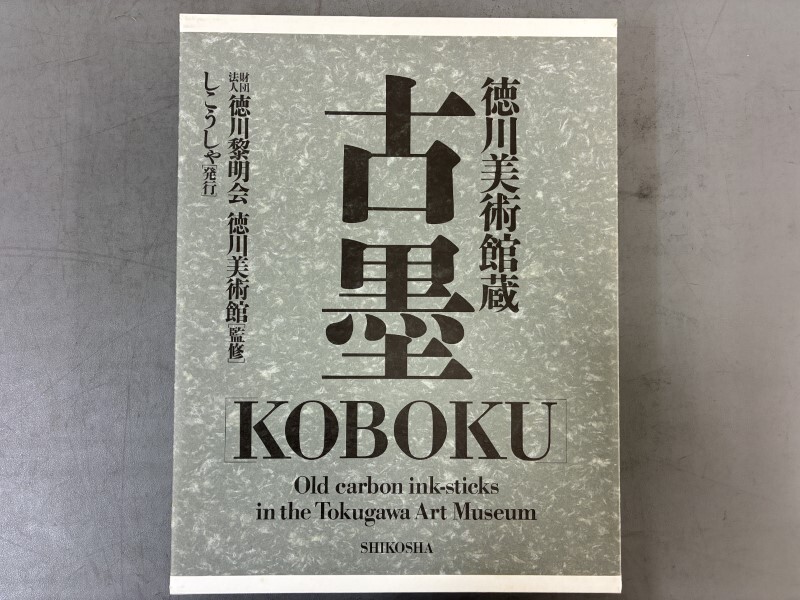 徳川美術館蔵
古墨
[KOBOKU]
Old carbon ink-sticks
in the Tokugawa Art Museum
SHIKOSHA
財団法人 徳川黎明会 徳川美術館[監修]
しこうしゃ[発行]